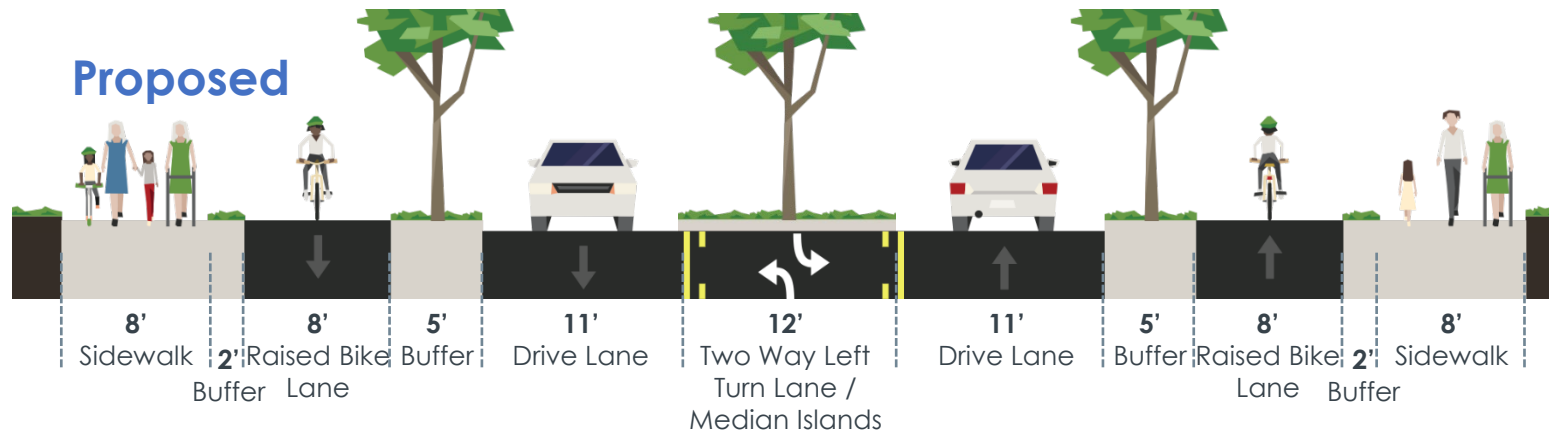 Proposed
8’
Sidewalk
2’
Buffer
8’
Raised Bike
Lane
5’
Buffer
11’
Drive Lane
12’
Two Way Left
Turn Lane /
Median Islands
11’
Drive Lane
5’
Buffer
8’
Raised Bike
Lane
2’
Buffer
8’
Sidewalk